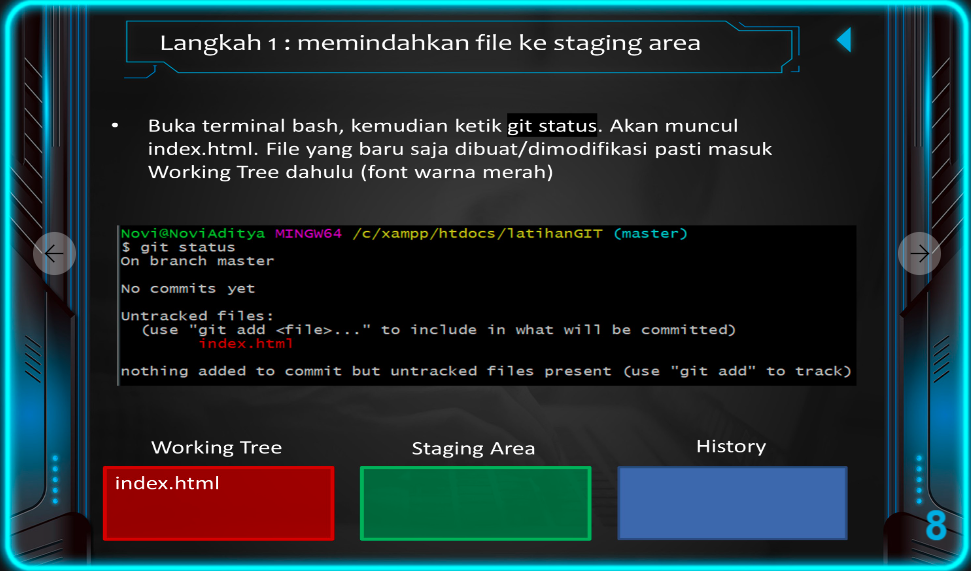 Langkah 1 : memindahkan file ke staging area
• Buka terminal bash, kemudian ketik git status. Akan muncul
index.html. File yang baru saja dibuat/dimodifikasi pasti masuk
Working Tree dahulu (font warna merah)
Novi@NoviAditya MINGW64 /c/xampp/htdocs/latihanGIT (master)
$ git status
On branch master
No commits yet
Untracked files:
(use "git add <file>..." to include in what will be committed)
index.html
nothing added to commit but untracked files present (use "git add" to track)
Working Tree
Staging Area
History
index.html
8